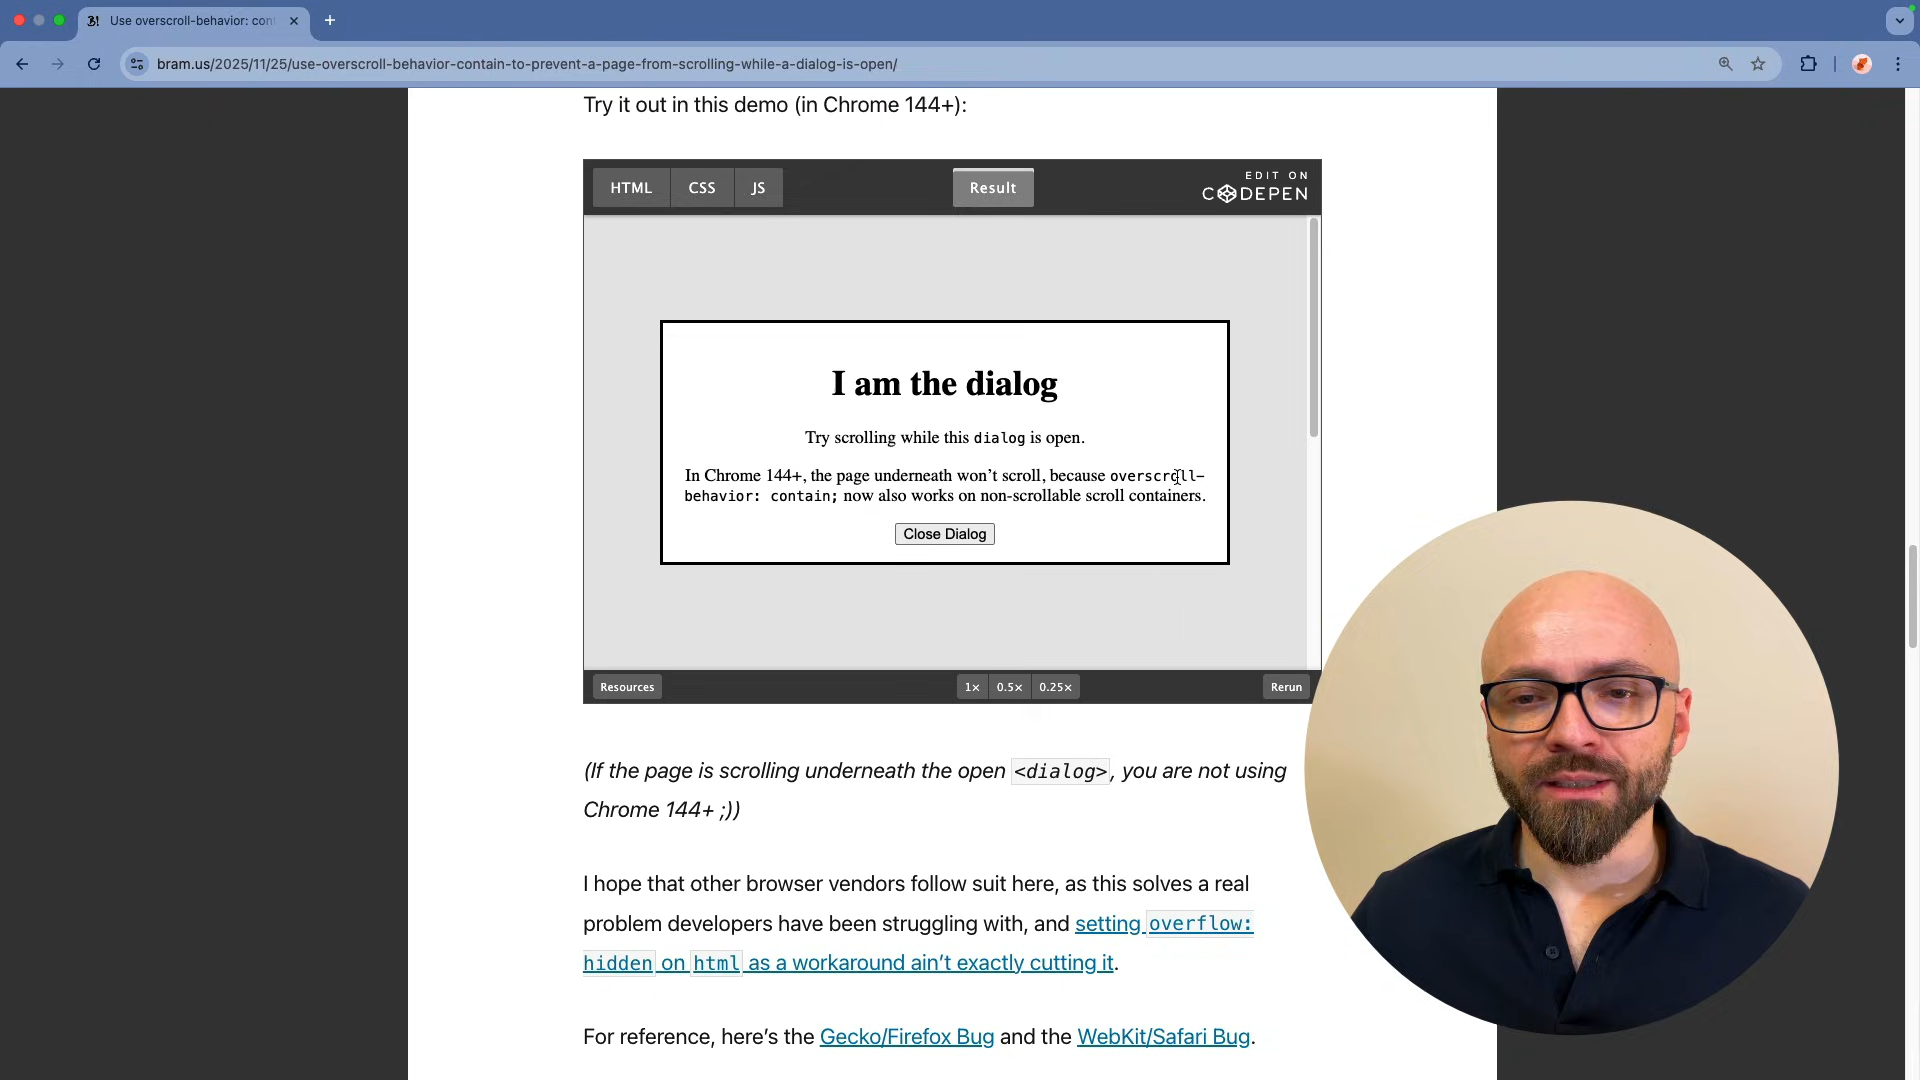 Use overscroll-behavior: cont
bram.us/2025/11/25/use-overscroll-behavior-contain-to-prevent-a-page-from-scrolling-while-a-dialog-is-open/
Try it out in this demo (in Chrome 144+):
HTML CSS JS Result EDIT ON CODEPEN
I am the dialog
Try scrolling while this dialog is open.
In Chrome 144+, the page underneath won’t scroll, because overscroll-
behavior: contain; now also works on non-scrollable scroll containers.
Close Dialog
Resources 1× 0.5× 0.25× Rerun
(If the page is scrolling underneath the open <dialog>, you are not using
Chrome 144+ ;))
I hope that other browser vendors follow suit here, as this solves a real
problem developers have been struggling with, and setting overflow:
hidden on html as a workaround ain’t exactly cutting it.
For reference, here’s the Gecko/Firefox Bug and the WebKit/Safari Bug.